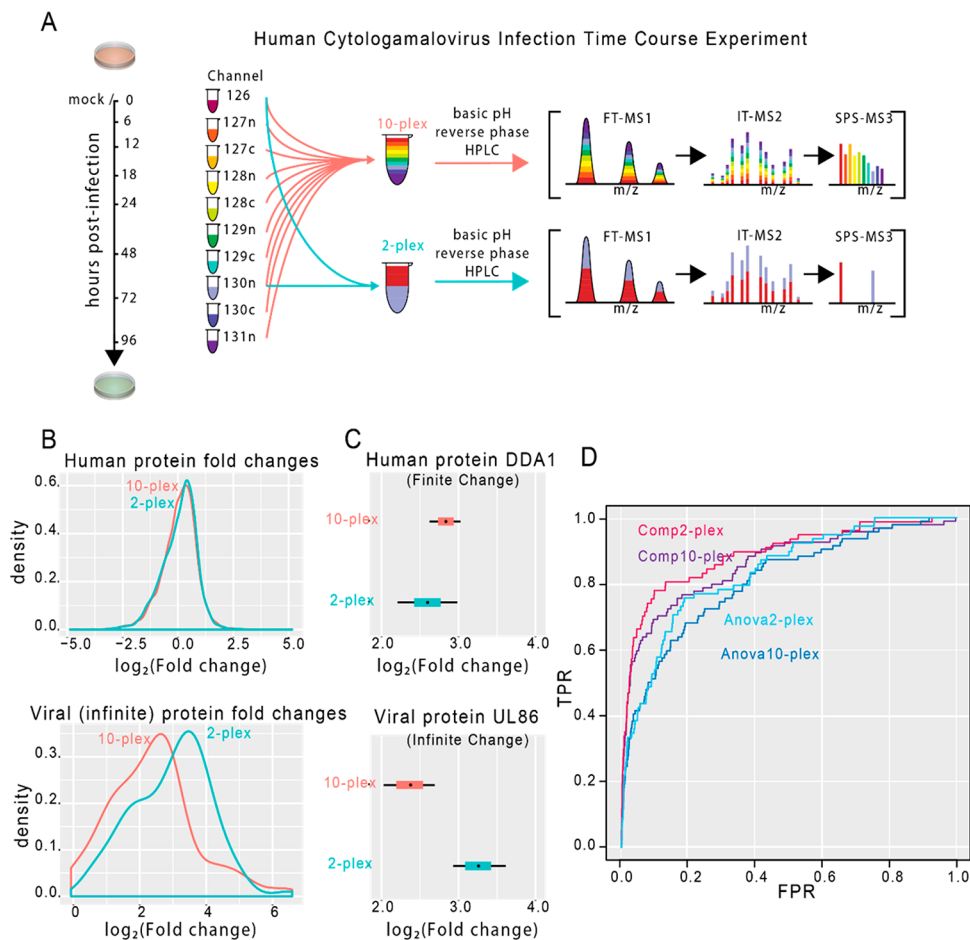 A
Human Cytologamalovirus Infection Time Course Experiment
hours post-infection
mock / 0
6
12
18
24
48
72
96
Channel
126
127n
127c
128n
128c
129n
129c
130n
130c
131n
10-plex
basic pH
reverse phase
HPLC
FT-MS1
m/z
IT-MS2
m/z
SPS-MS3
m/z
2-plex
basic pH
reverse phase
HPLC
FT-MS1
m/z
IT-MS2
m/z
SPS-MS3
m/z
B
Human protein fold changes
10-plex
2-plex
density
0.6
0.4
0.2
0.0
−5.0 −2.5 0.0 2.5 5.0
log₂(Fold change)
Viral (infinite) protein fold changes
10-plex
2-plex
density
0.3
0.2
0.1
0.0
0 2 4 6
log₂(Fold change)
C
Human protein DDA1
(Finite Change)
10-plex
2-plex
2.0 3.0 4.0
log₂(Fold change)
Viral protein UL86
(Infinite Change)
10-plex
2-plex
2.0 3.0 4.0
log₂(Fold change)
D
Comp2-plex
Comp10-plex
Anova2-plex
Anova10-plex
TPR
1.0
0.8
0.6
0.4
0.2
0.0
0.0 0.2 0.4 0.6 0.8 1.0
FPR